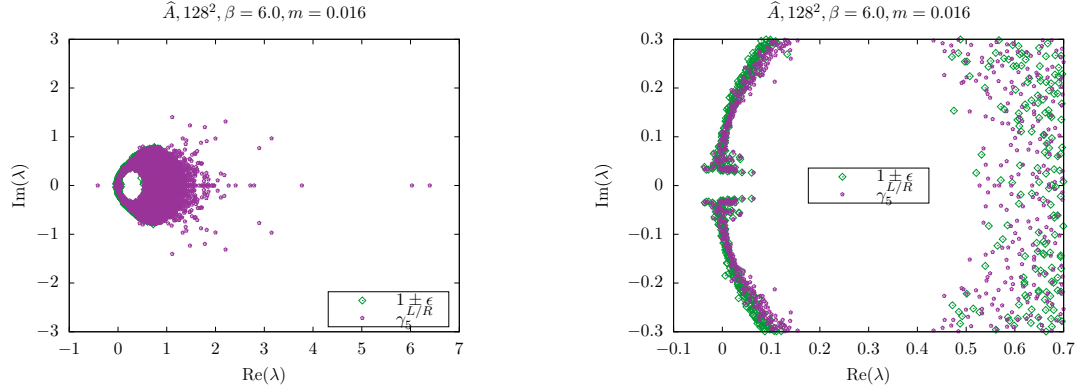 Â, 128², β = 6.0, m = 0.016
3
2
1
0
−1
−2
−3
Im(λ)
−1 0 1 2 3 4 5 6 7
Re(λ)
1 ± ϵ
γ₅^{L/R}
Â, 128², β = 6.0, m = 0.016
0.3
0.2
0.1
0
−0.1
−0.2
−0.3
Im(λ)
−0.1 0 0.1 0.2 0.3 0.4 0.5 0.6 0.7
Re(λ)
1 ± ϵ
γ₅^{L/R}